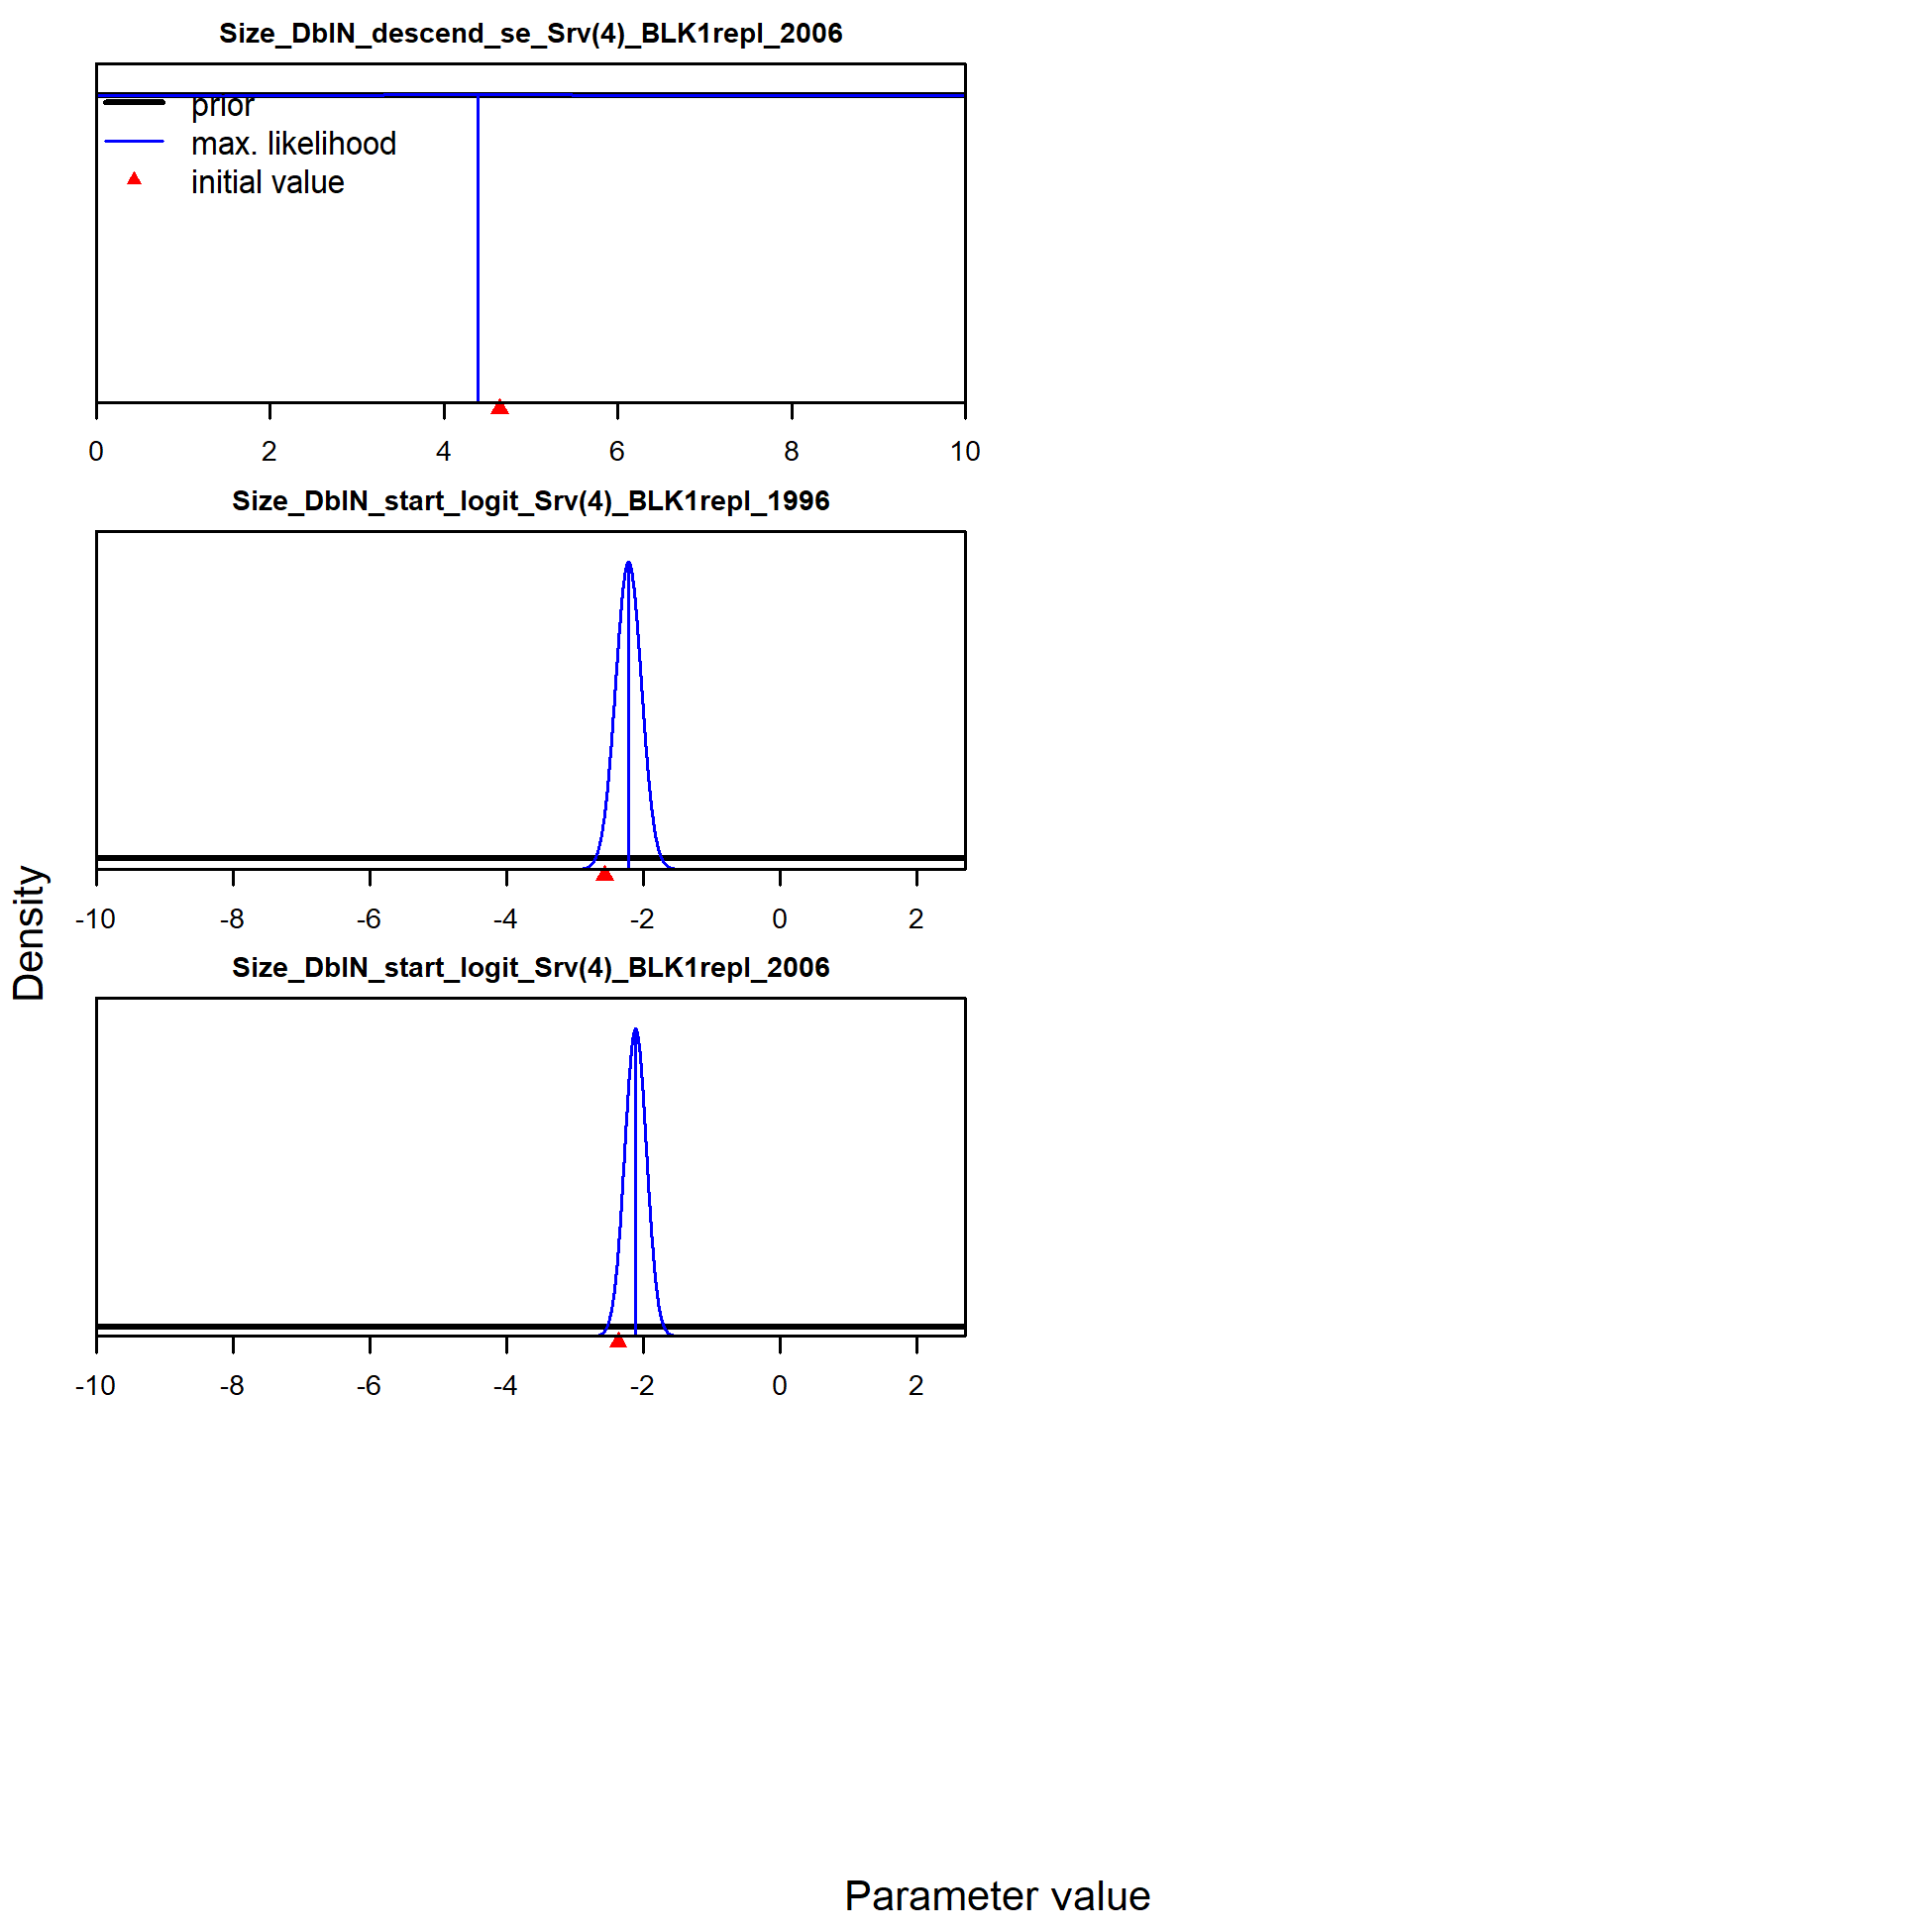 Size_DblN_descend_se_Srv(4)_BLK1repl_2006
prior
max. likelihood
initial value
0 2 4 6 8 10
Size_DblN_start_logit_Srv(4)_BLK1repl_1996
-10 -8 -6 -4 -2 0 2
Size_DblN_start_logit_Srv(4)_BLK1repl_2006
-10 -8 -6 -4 -2 0 2
Density
Parameter value